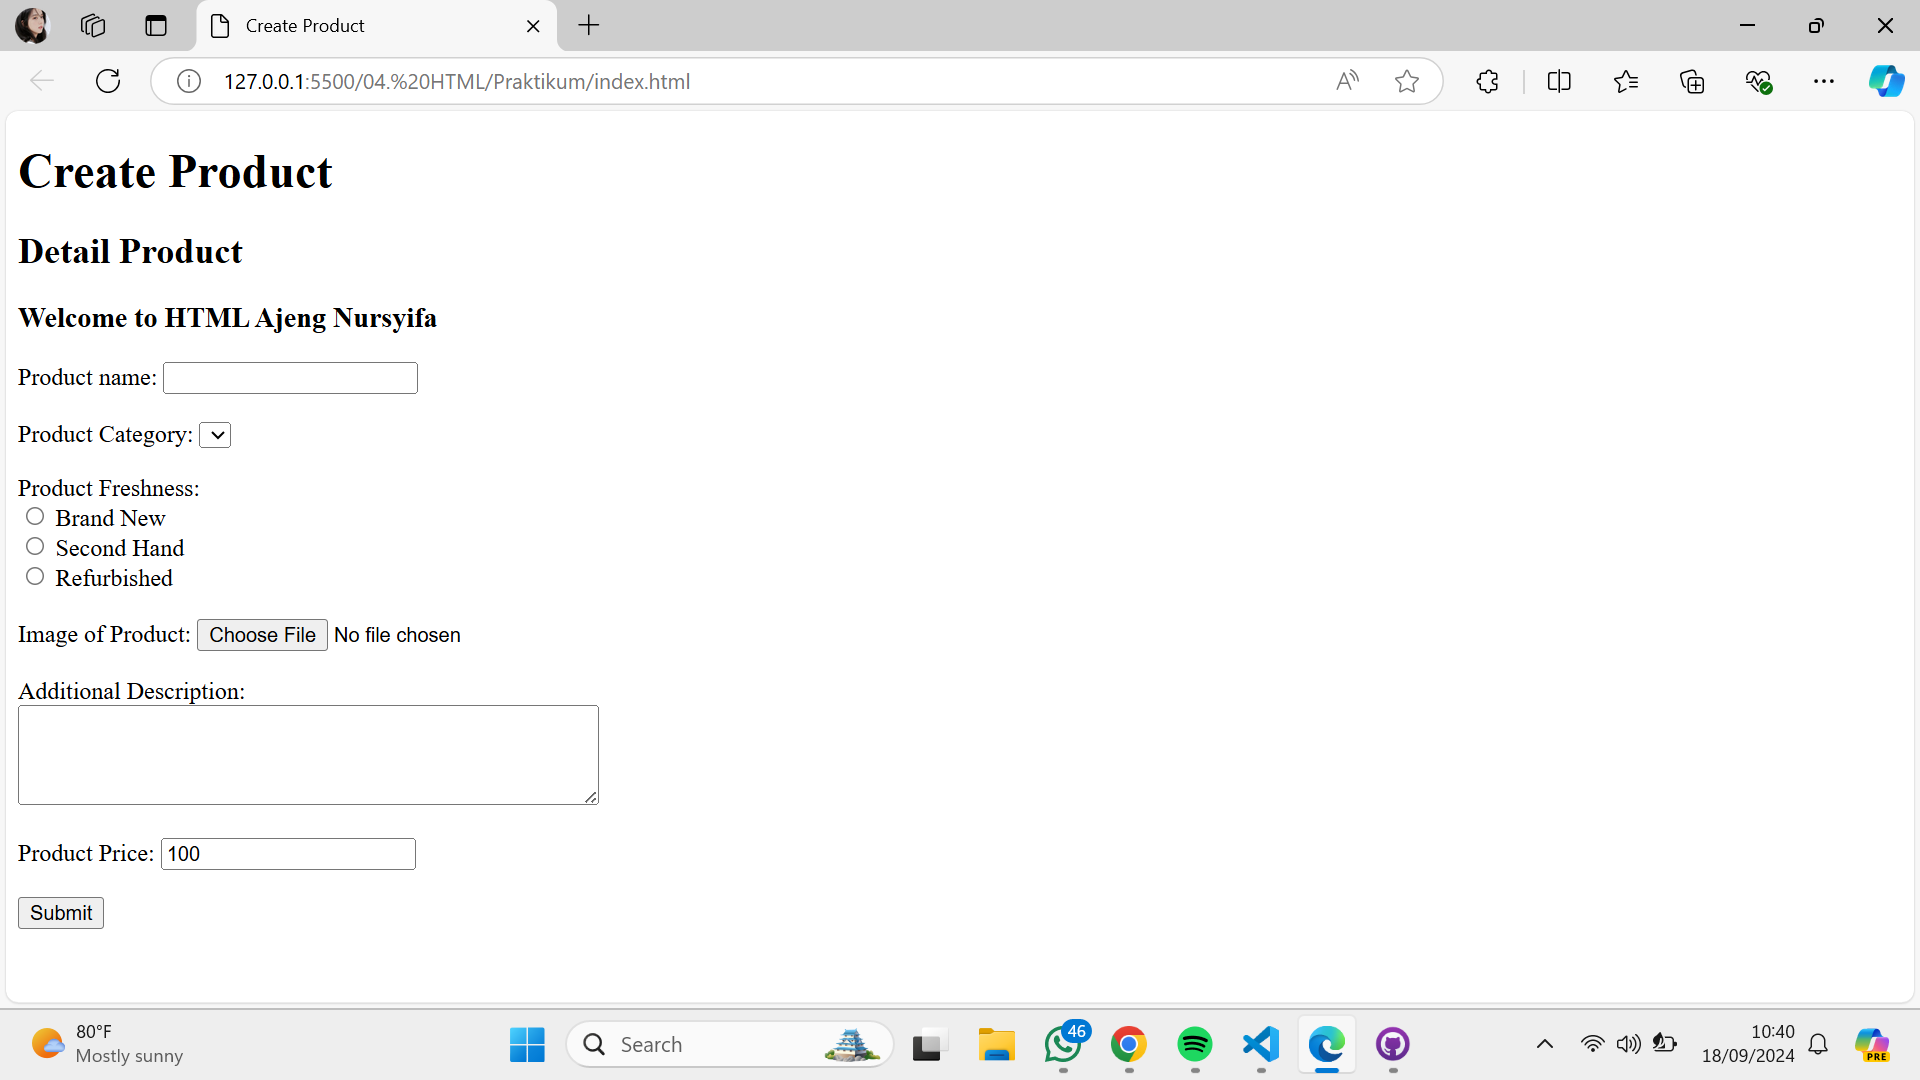 Create Product
127.0.0.1:5500/04.%20HTML/Praktikum/index.html
Create Product
Detail Product
Welcome to HTML Ajeng Nursyifa
Product name:
Product Category:
Product Freshness:
Brand New
Second Hand
Refurbished
Image of Product: Choose File No file chosen
Additional Description:
Product Price: 100
Submit
80°F
Mostly sunny
Search
46
10:40
18/09/2024
PRE